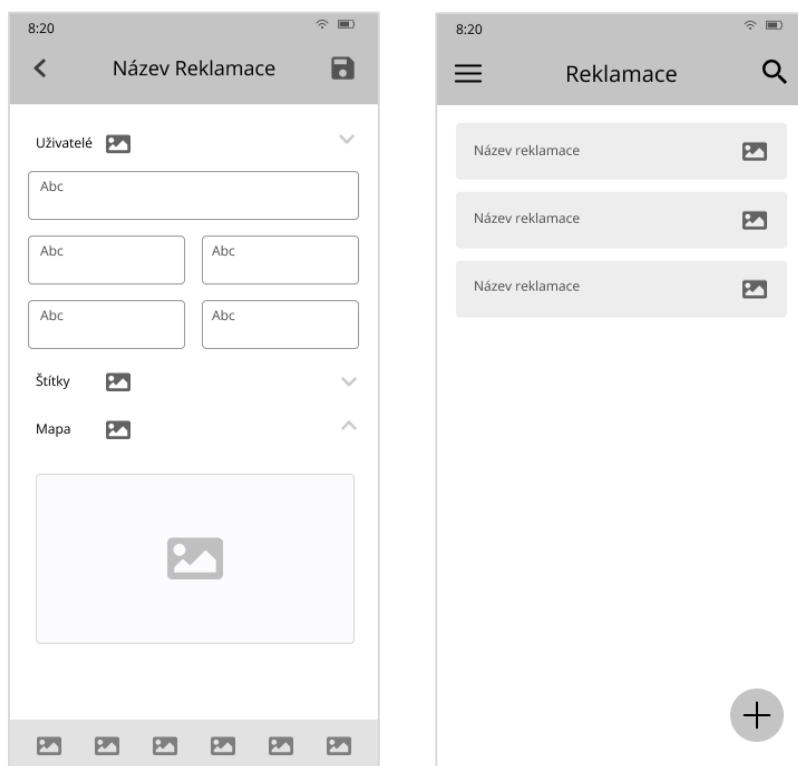 8:20
Název Reklamace
Uživatelé
Abc
Abc
Abc
Abc
Abc
Štítky
Mapa
8:20
Reklamace
Název reklamace
Název reklamace
Název reklamace